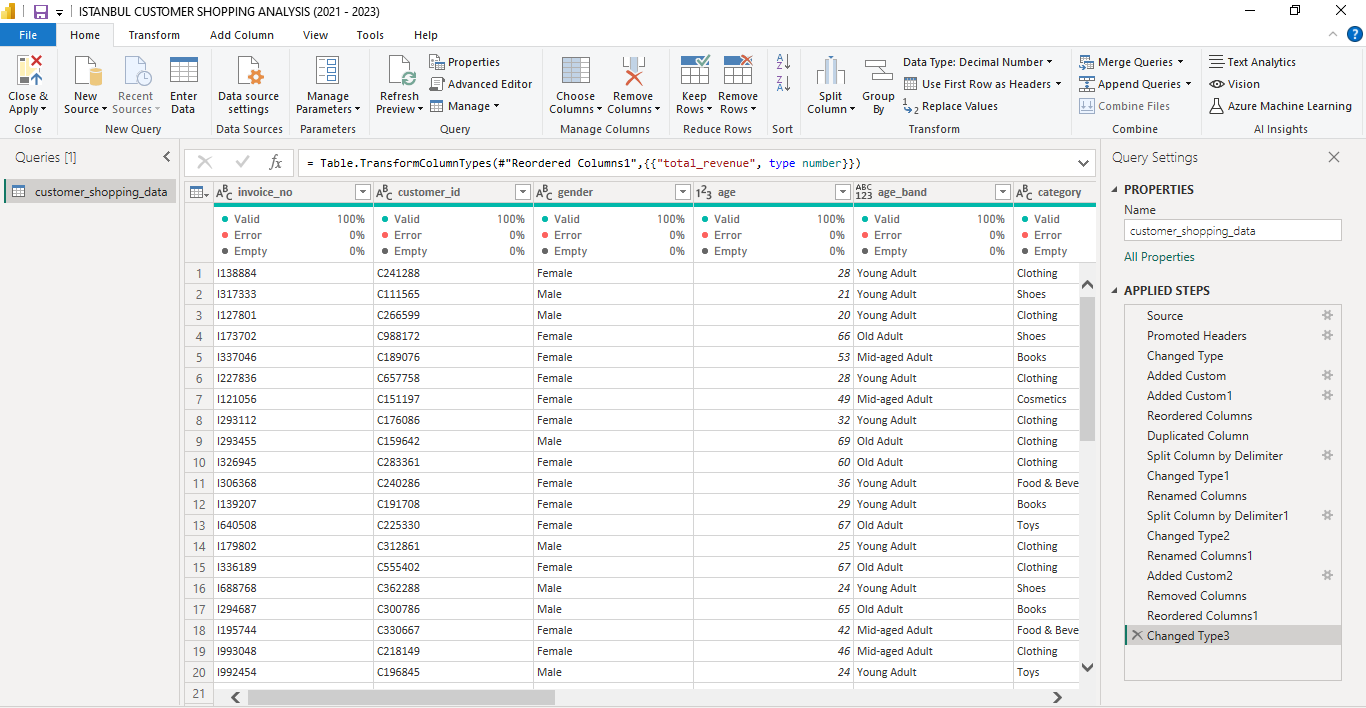 ISTANBUL CUSTOMER SHOPPING ANALYSIS (2021 - 2023)
File Home Transform Add Column View Tools Help
Close & Apply
Close
New Source
Recent Sources
Enter Data
New Query
Data source settings
Data Sources
Manage Parameters
Parameters
Refresh Preview
Properties
Advanced Editor
Manage
Query
Choose Columns
Remove Columns
Manage Columns
Keep Rows
Remove Rows
Reduce Rows
Sort
Split Column
Group By
Data Type: Decimal Number
Use First Row as Headers
Replace Values
Transform
Merge Queries
Append Queries
Combine Files
Combine
Text Analytics
Vision
Azure Machine Learning
AI Insights
Queries [1]
customer_shopping_data
fx
= Table.TransformColumnTypes(#"Reordered Columns1",{{"total_revenue", type number}})
ABC invoice_no ABC customer_id ABC gender 123 age ABC 123 age_band ABC category
Valid 100% Valid 100% Valid 100% Valid 100% Valid 100% Valid
Error 0% Error 0% Error 0% Error 0% Error 0% Error
Empty 0% Empty 0% Empty 0% Empty 0% Empty 0% Empty
1 I138884 C241288 Female 28 Young Adult Clothing
2 I317333 C111565 Male 21 Young Adult Shoes
3 I127801 C266599 Male 20 Young Adult Clothing
4 I173702 C988172 Female 66 Old Adult Shoes
5 I337046 C189076 Female 53 Mid-aged Adult Books
6 I227836 C657758 Female 28 Young Adult Clothing
7 I121056 C151197 Female 49 Mid-aged Adult Cosmetics
8 I293112 C176086 Female 32 Young Adult Clothing
9 I293455 C159642 Male 69 Old Adult Clothing
10 I326945 C283361 Female 60 Old Adult Clothing
11 I306368 C240286 Female 36 Young Adult Food & Beve
12 I139207 C191708 Female 29 Young Adult Books
13 I640508 C225330 Female 67 Old Adult Toys
14 I179802 C312861 Male 25 Young Adult Clothing
15 I336189 C555402 Female 67 Old Adult Clothing
16 I688768 C362288 Male 24 Young Adult Shoes
17 I294687 C300786 Male 65 Old Adult Books
18 I195744 C330667 Female 42 Mid-aged Adult Food & Beve
19 I993048 C218149 Female 46 Mid-aged Adult Clothing
20 I992454 C196845 Male 24 Young Adult Toys
21
Query Settings
PROPERTIES
Name
customer_shopping_data
All Properties
APPLIED STEPS
Source
Promoted Headers
Changed Type
Added Custom
Added Custom1
Reordered Columns
Duplicated Column
Split Column by Delimiter
Changed Type1
Renamed Columns
Split Column by Delimiter1
Changed Type2
Renamed Columns1
Added Custom2
Removed Columns
Reordered Columns1
Changed Type3